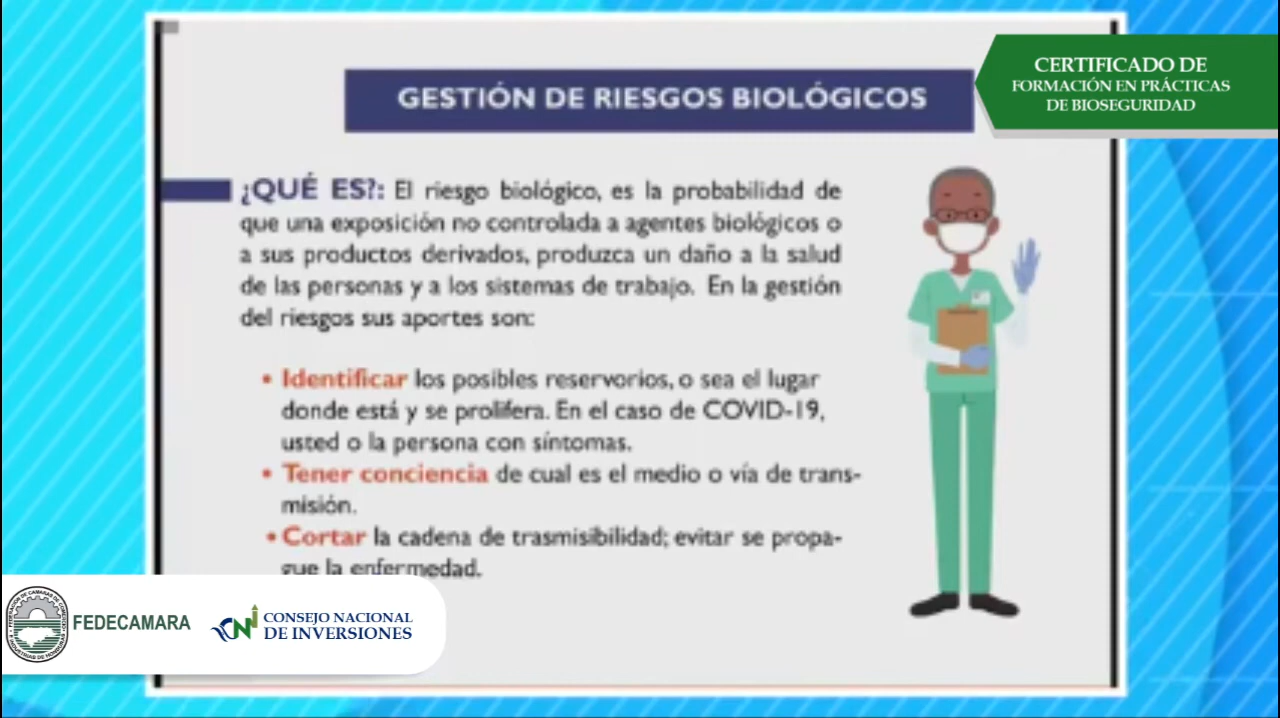 GESTIÓN DE RIESGOS BIOLÓGICOS
CERTIFICADO DE
FORMACIÓN EN PRÁCTICAS
DE BIOSEGURIDAD
¿QUÉ ES?: El riesgo biológico, es la probabilidad de
que una exposición no controlada a agentes biológicos o
a sus productos derivados, produzca un daño a la salud
de las personas y a los sistemas de trabajo. En la gestión
del riesgos sus aportes son:
• Identificar los posibles reservorios, o sea el lugar
donde está y se prolifera. En el caso de COVID-19,
usted o la persona con síntomas.
• Tener conciencia de cual es el medio o vía de trans-
misión.
• Cortar la cadena de trasmisibilidad; evitar se propa-
gue la enfermedad.
FEDECAMARA
CNI
CONSEJO NACIONAL
DE INVERSIONES